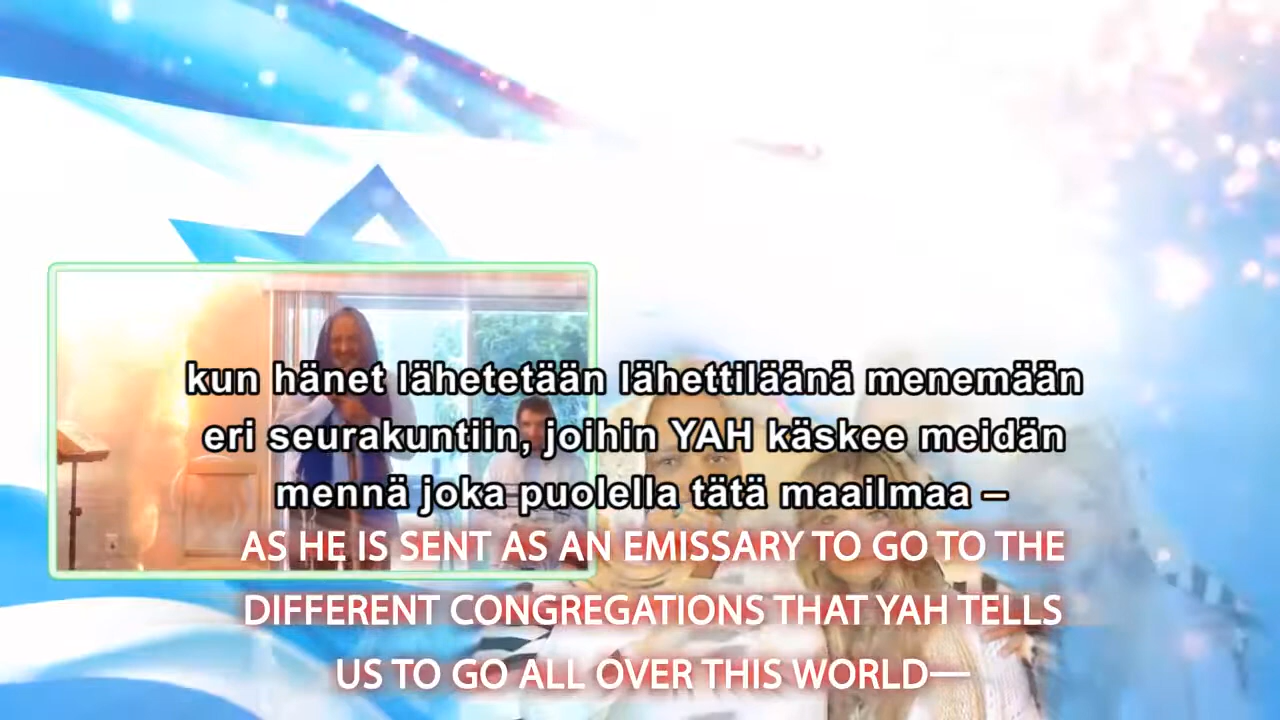 kun hänet lähetetään lähettiläänä menemään
eri seurakuntiin, joihin YAH käskee meidän
mennä joka puolella tätä maailmaa –
AS HE IS SENT AS AN EMISSARY TO GO TO THE
DIFFERENT CONGREGATIONS THAT YAH TELLS
US TO GO ALL OVER THIS WORLD—